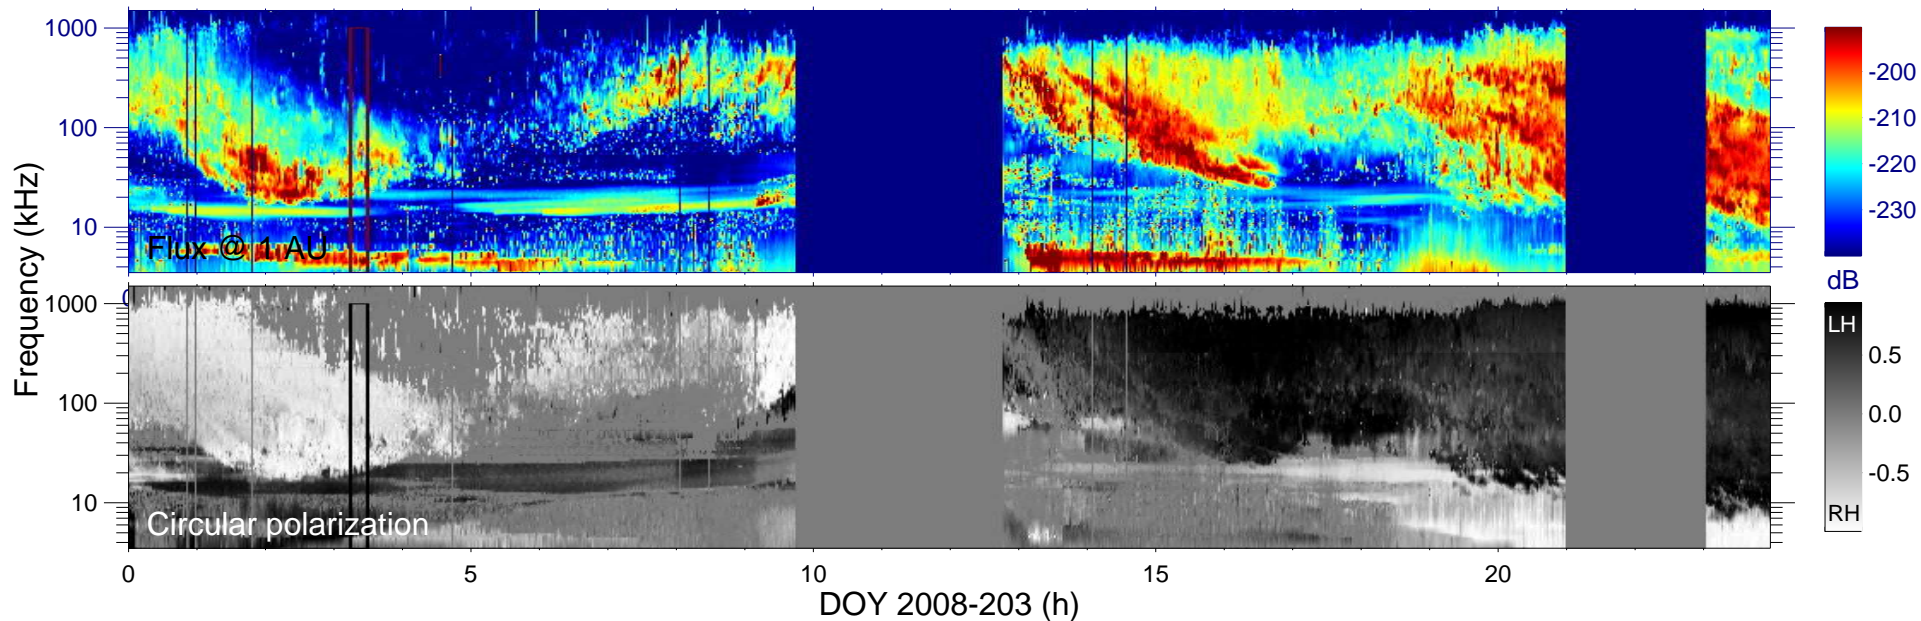 1000
100
10
Flux @ 1 AU
-200
-210
-220
-230
dB
Frequency (kHz)
1000
100
10
Circular polarization
LH
0.5
0.0
-0.5
RH
0 5 10 15 20
DOY 2008-203 (h)